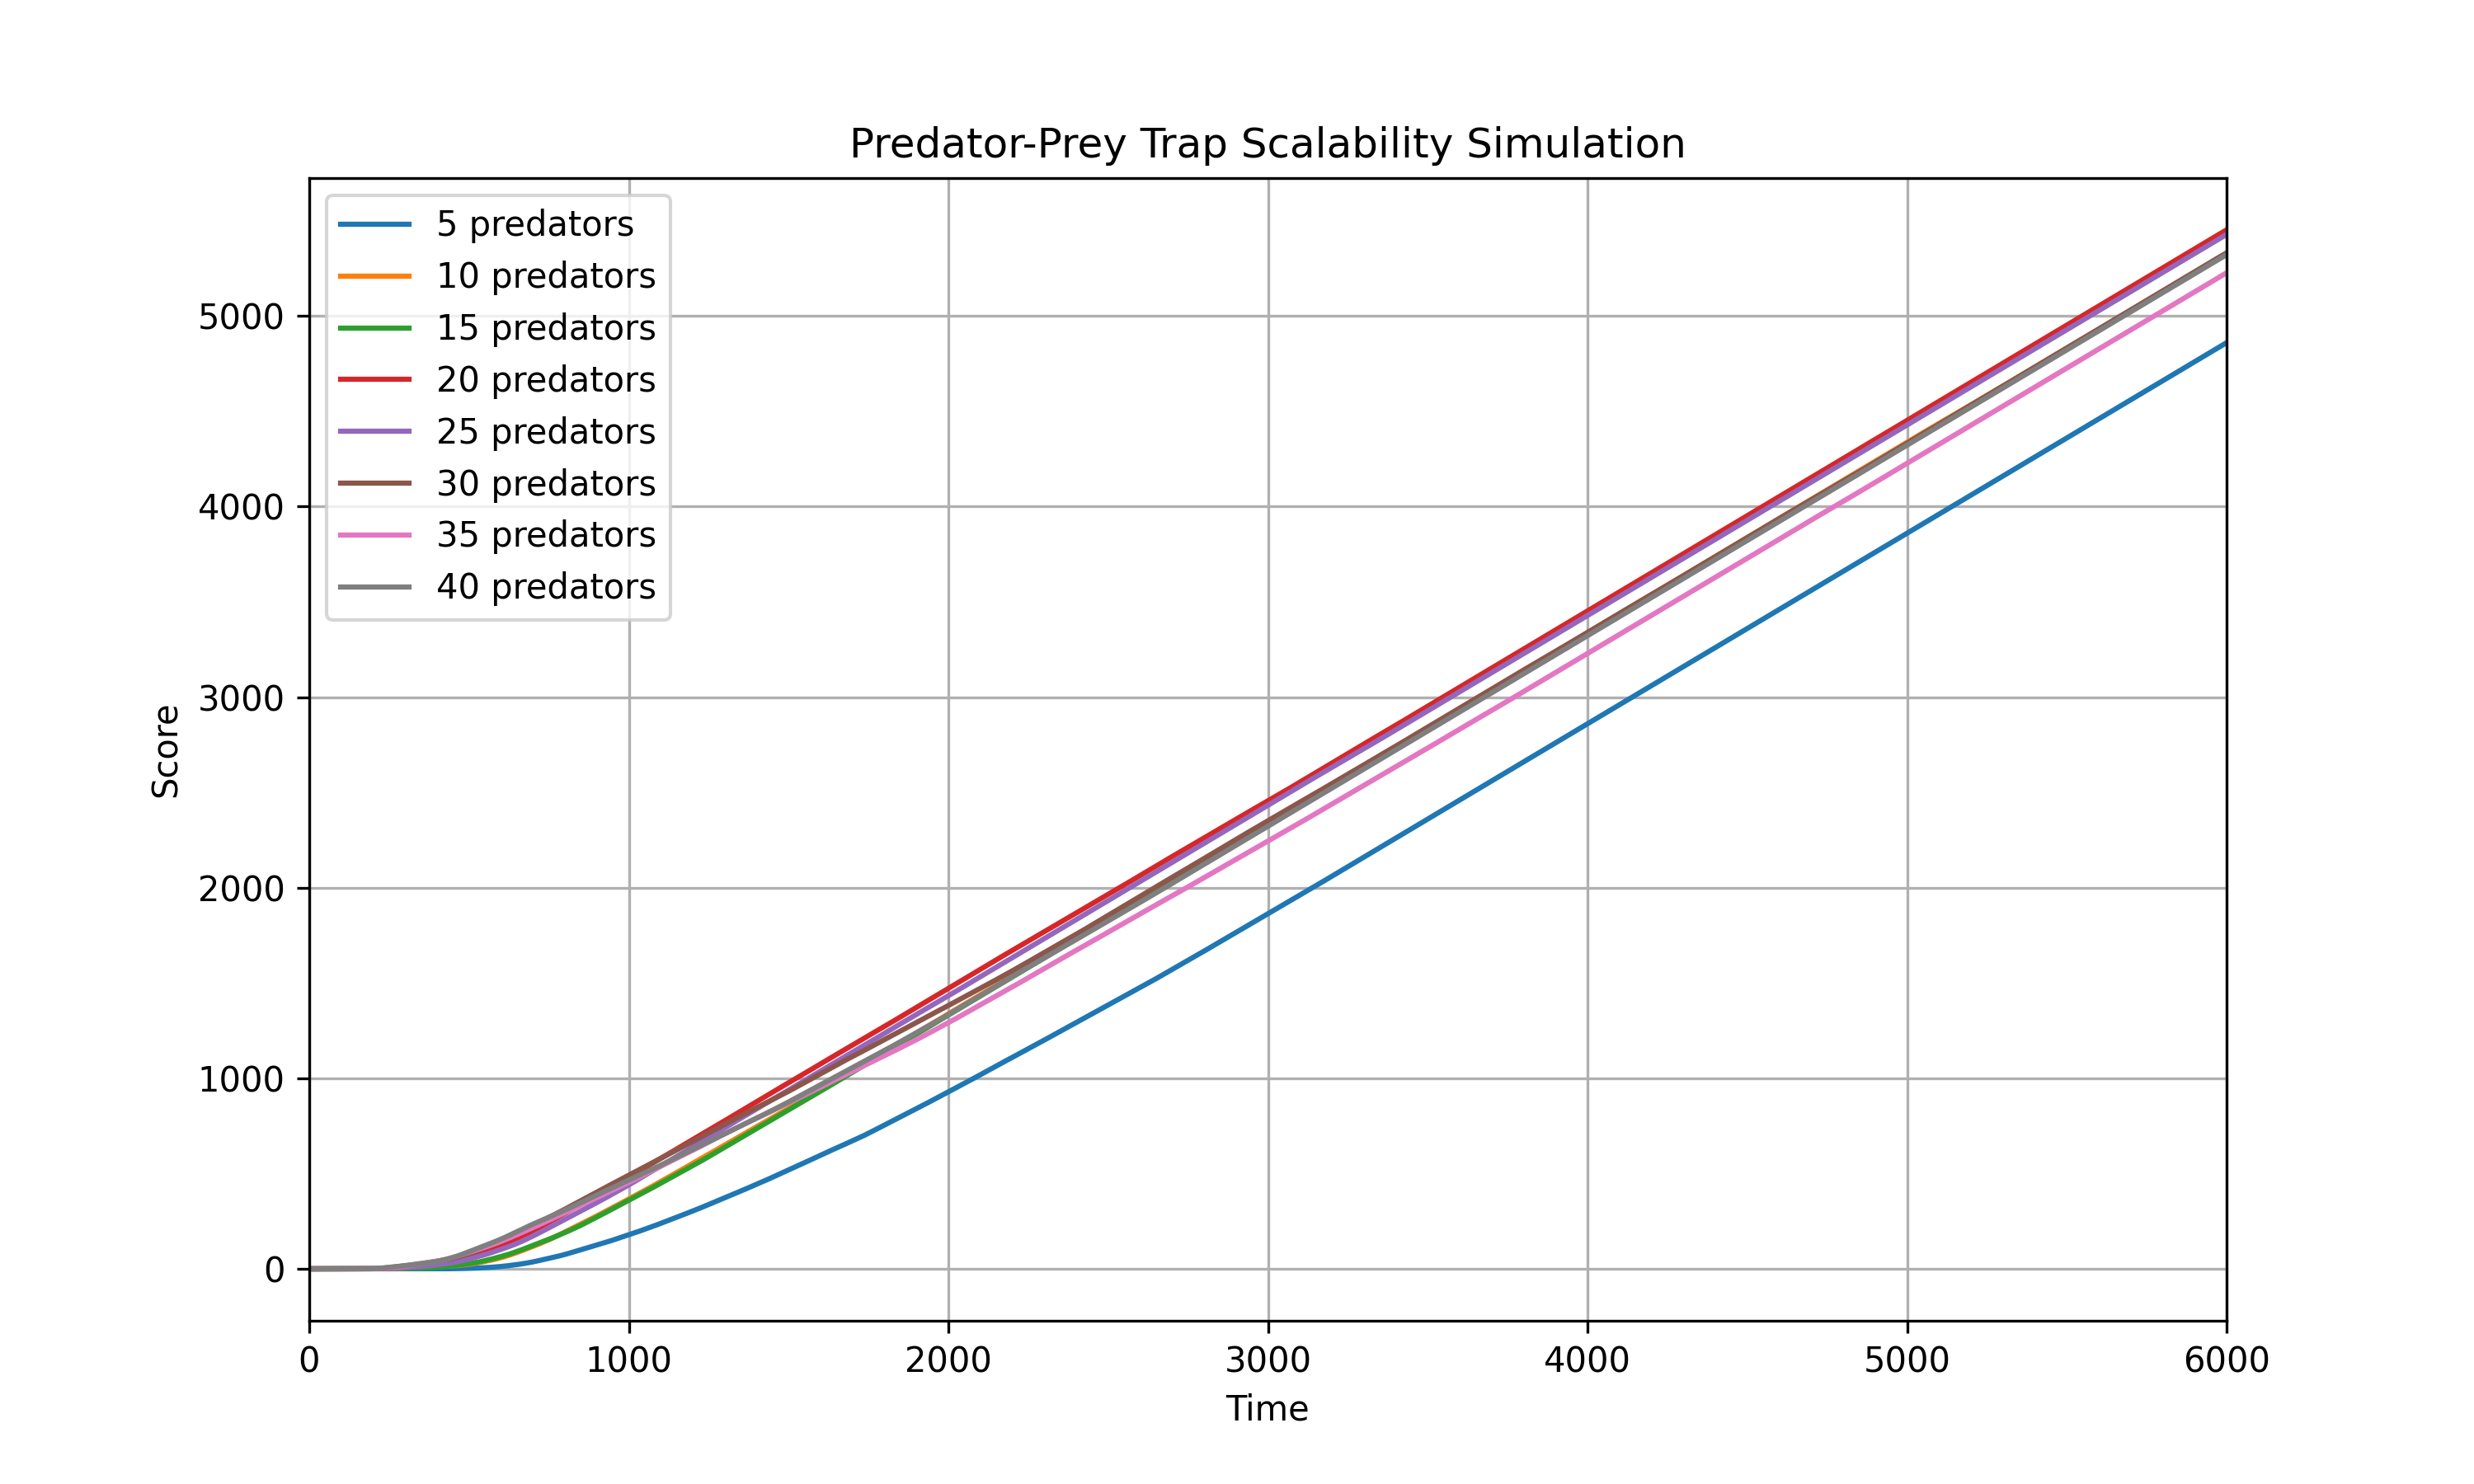 Predator-Prey Trap Scalability Simulation
5 predators
10 predators
15 predators
20 predators
25 predators
30 predators
35 predators
40 predators
5000
4000
3000
2000
1000
0
Score
0 1000 2000 3000 4000 5000 6000
Time